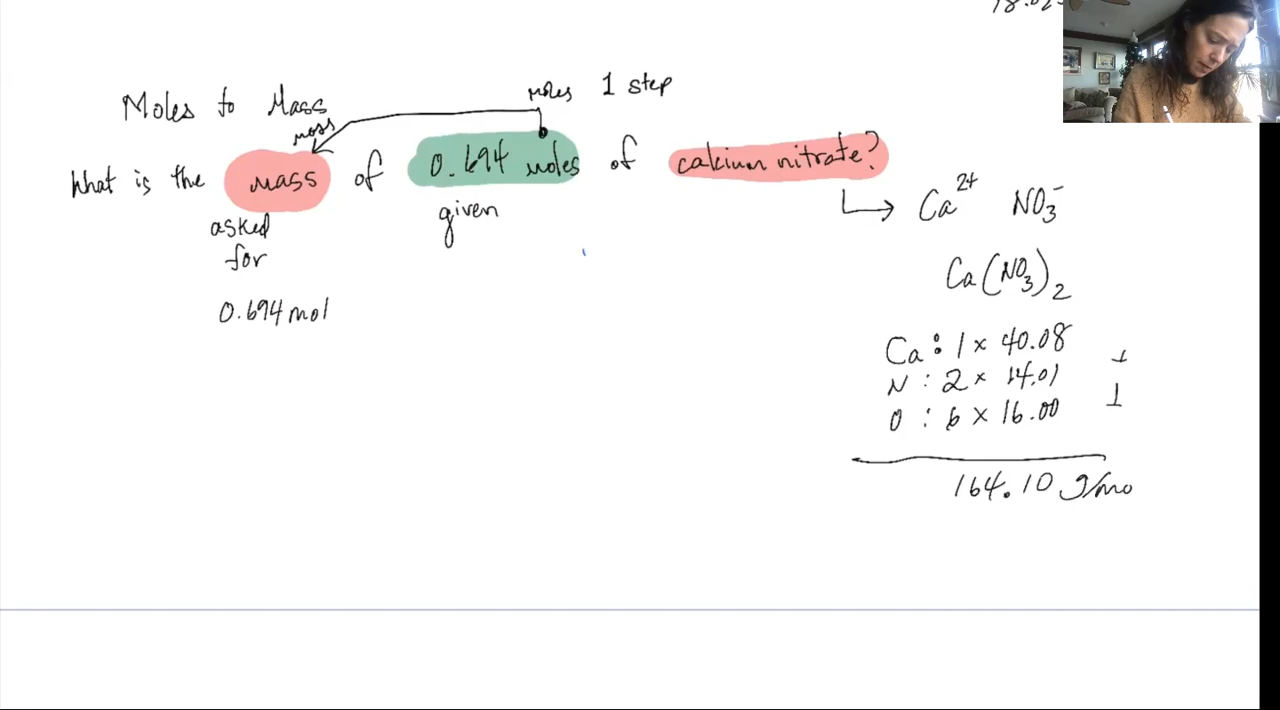 18.02
Moles to Mass
mass
moles 1 step
What is the mass of 0.694 moles of calcium nitrate?
asked for
given
Ca²⁺ NO₃⁻
Ca(NO₃)₂
0.694 mol
Ca : 1 × 40.08 +
N : 2 × 14.01 +
O : 6 × 16.00
164.10 g/mo